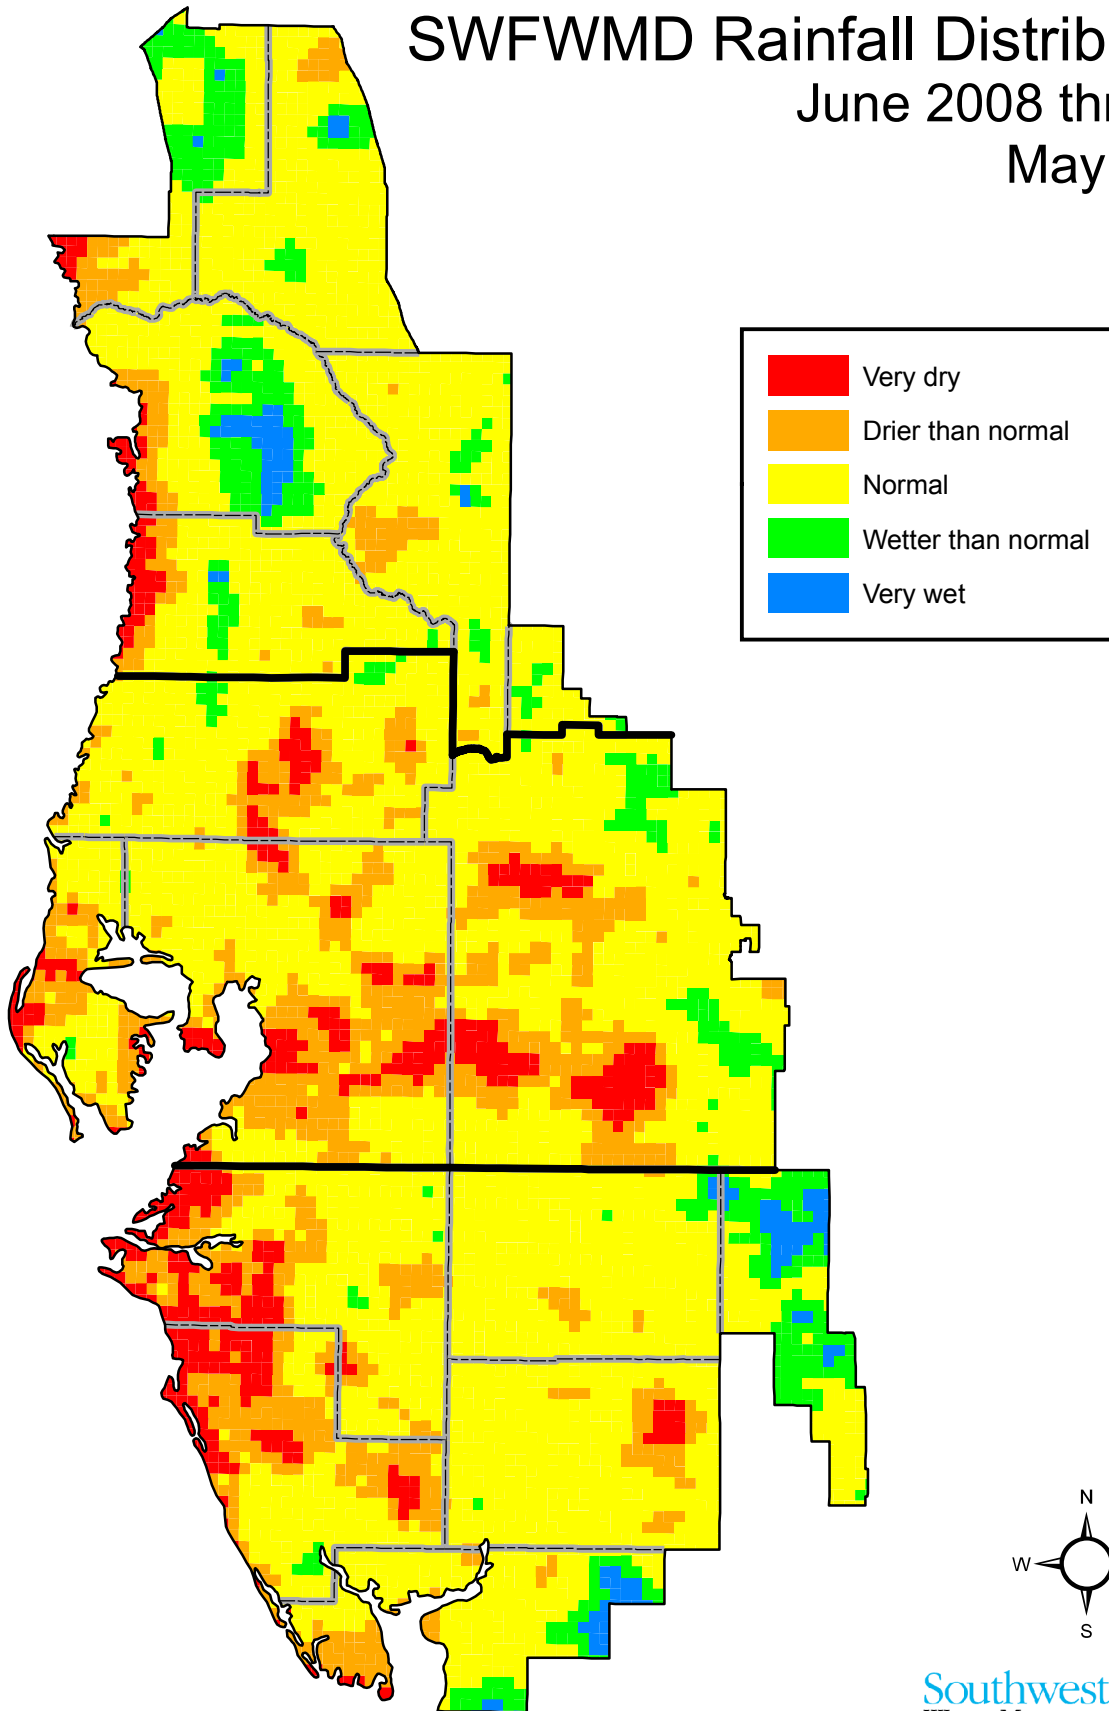 SWFWMD Rainfall Distrib
June 2008 thr
May
Very dry
Drier than normal
Normal
Wetter than normal
Very wet
N
W
S
Southwest